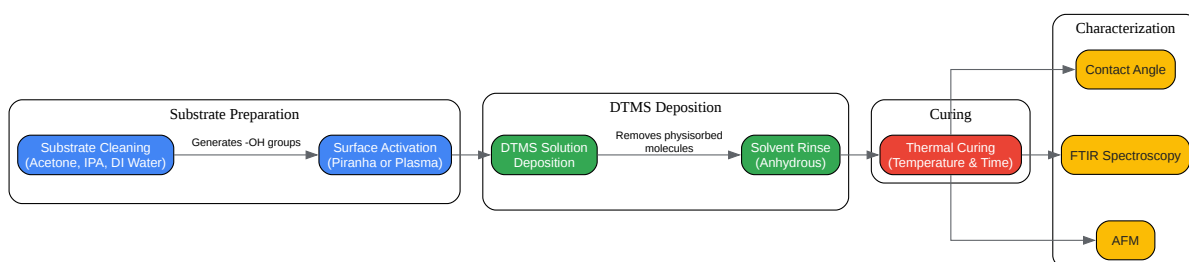 Characterization
Contact Angle
Substrate Preparation
DTMS Deposition
Curing
Substrate Cleaning
(Acetone, IPA, DI Water)
Generates -OH groups
Surface Activation
(Piranha or Plasma)
DTMS Solution
Deposition
Removes physisorbed
molecules
Solvent Rinse
(Anhydrous)
Thermal Curing
(Temperature & Time)
FTIR Spectroscopy
AFM